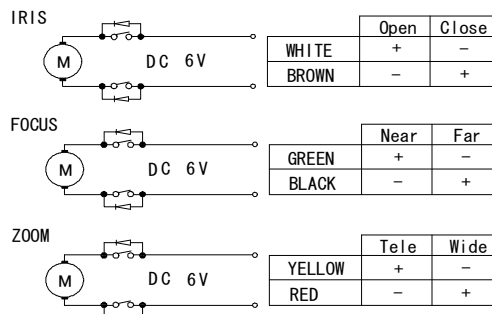 IRIS
Open Close
M DC 6V WHITE + −
BROWN − +
FOCUS
Near Far
M DC 6V GREEN + −
BLACK − +
ZOOM
Tele Wide
M DC 6V YELLOW + −
RED − +